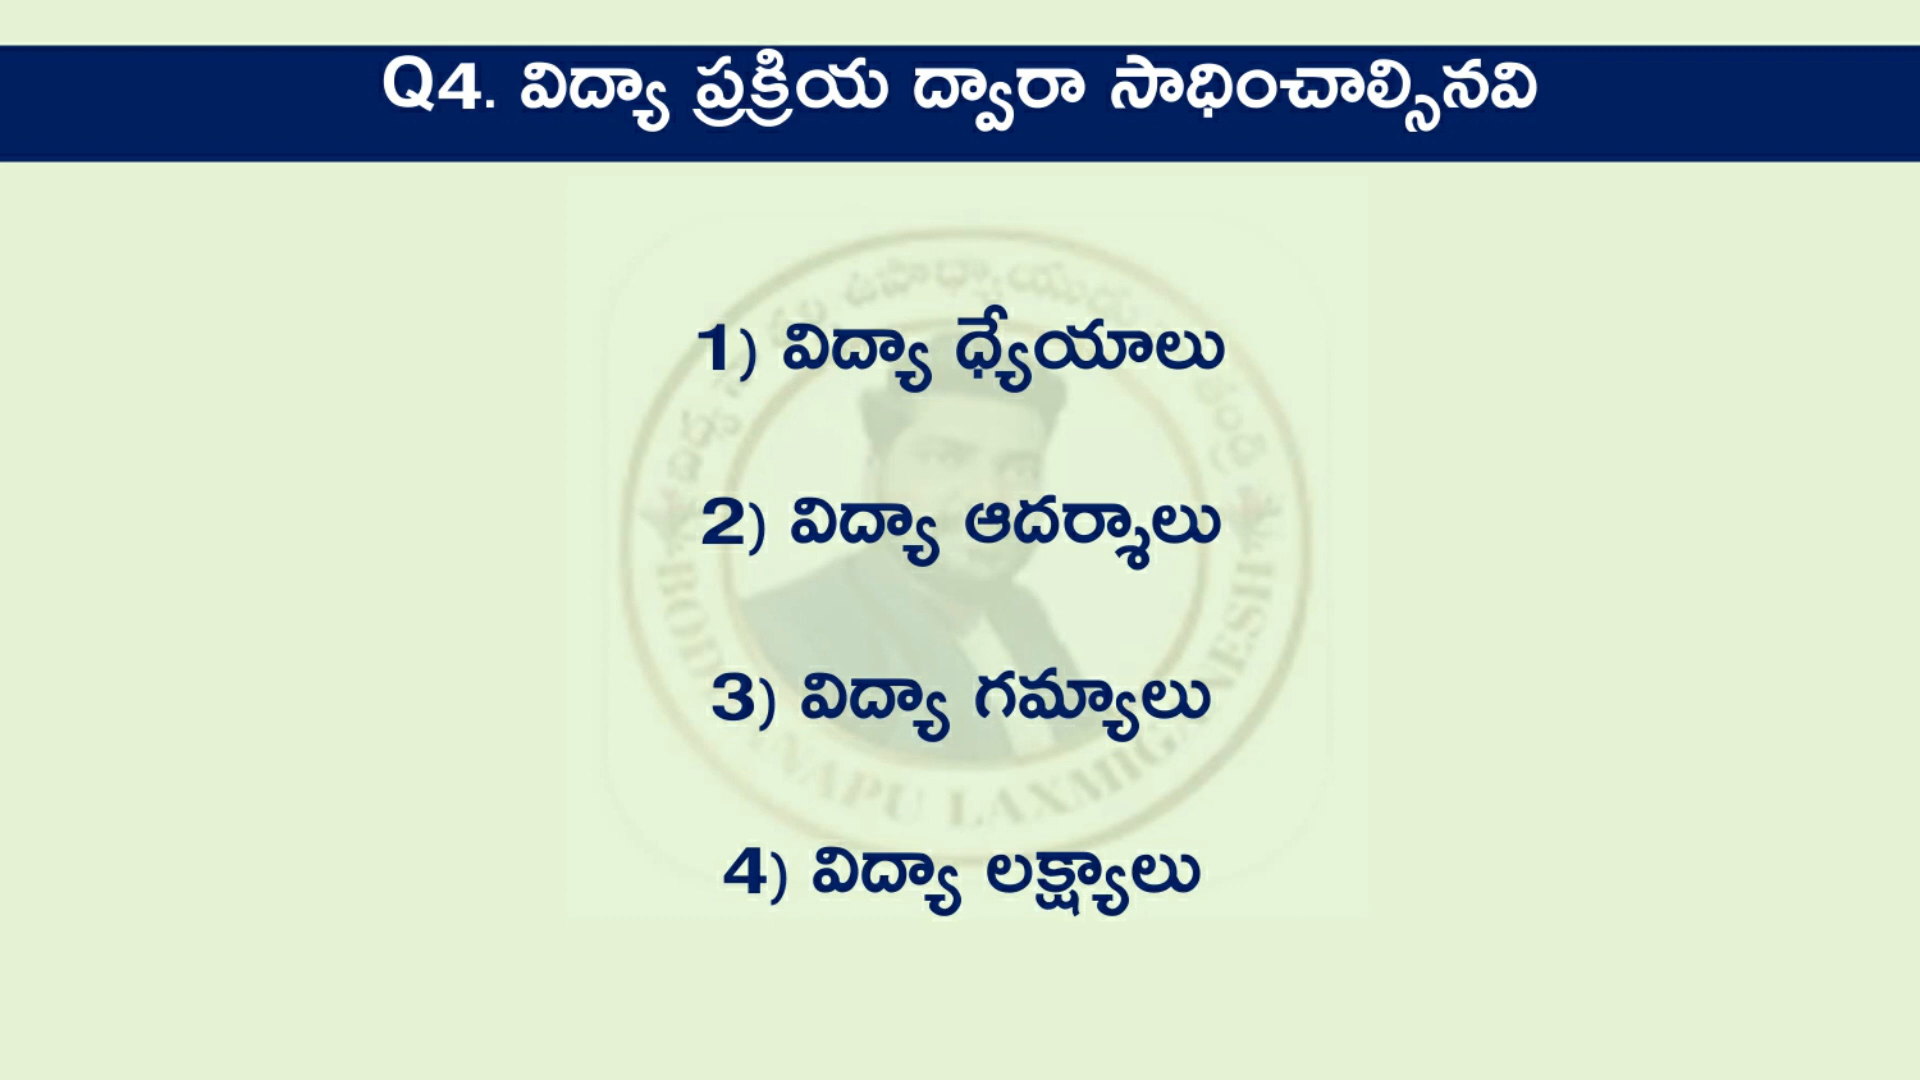 Q4. విద్యా ప్రక్రియ ద్వారా సాధించాల్సినవి
1) విద్యా ధ్యేయాలు
2) విద్యా ఆదర్శాలు
3) విద్యా గమ్యాలు
4) విద్యా లక్ష్యాలు